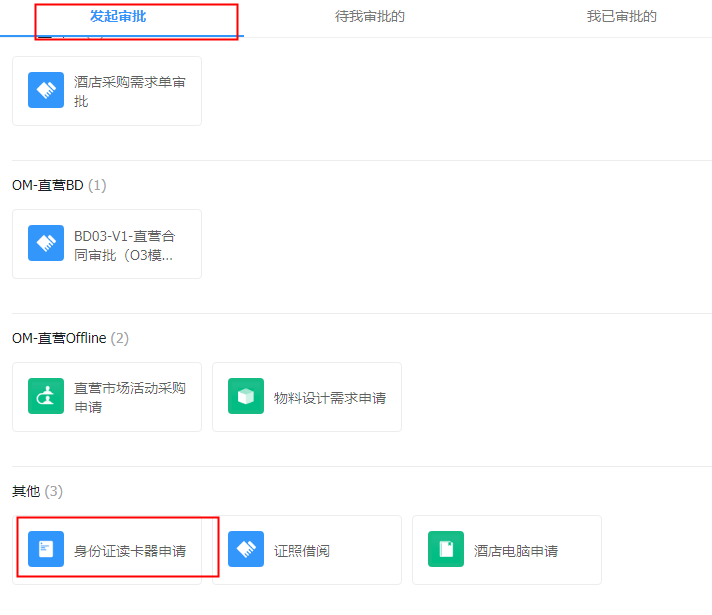 发起审批
待我审批的
我已审批的
酒店采购需求单审
批
OM-直营BD (1)
BD03-V1-直营合
同审批（O3模...
OM-直营Offline (2)
直营市场活动采购
申请
物料设计需求申请
其他 (3)
身份证读卡器申请
证照借阅
酒店电脑申请